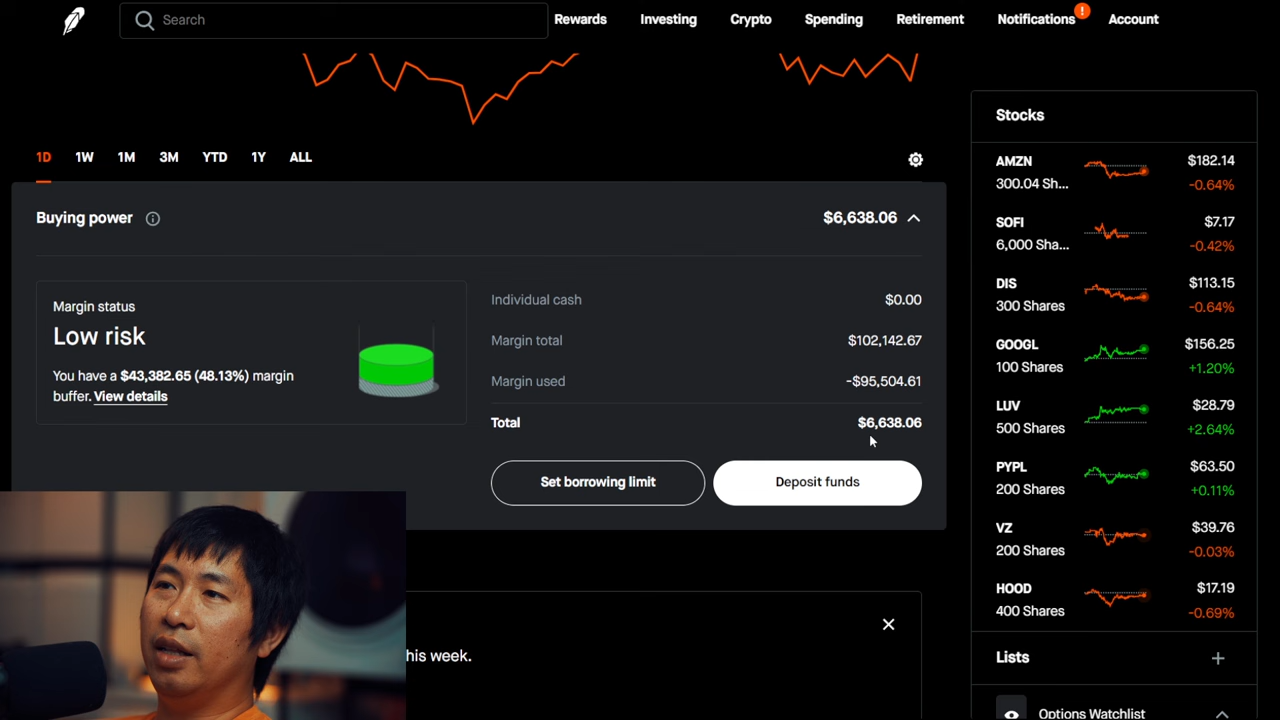 Search
Rewards
Investing
Crypto
Spending
Retirement
Notifications
!
Account
1D
1W
1M
3M
YTD
1Y
ALL
Buying power
$6,638.06
Margin status
Low risk
You have a $43,382.65 (48.13%) margin
buffer. View details
Individual cash $0.00
Margin total $102,142.67
Margin used -$95,504.61
Total $6,638.06
Set borrowing limit
Deposit funds
his week.
Stocks
AMZN $182.14
300.04 Sh... -0.64%
SOFI $7.17
6,000 Sha... -0.42%
DIS $113.15
300 Shares -0.64%
GOOGL $156.25
100 Shares +1.20%
LUV $28.79
500 Shares +2.64%
PYPL $63.50
200 Shares +0.11%
VZ $39.76
200 Shares -0.03%
HOOD $17.19
400 Shares -0.69%
Lists
Options Watchlist